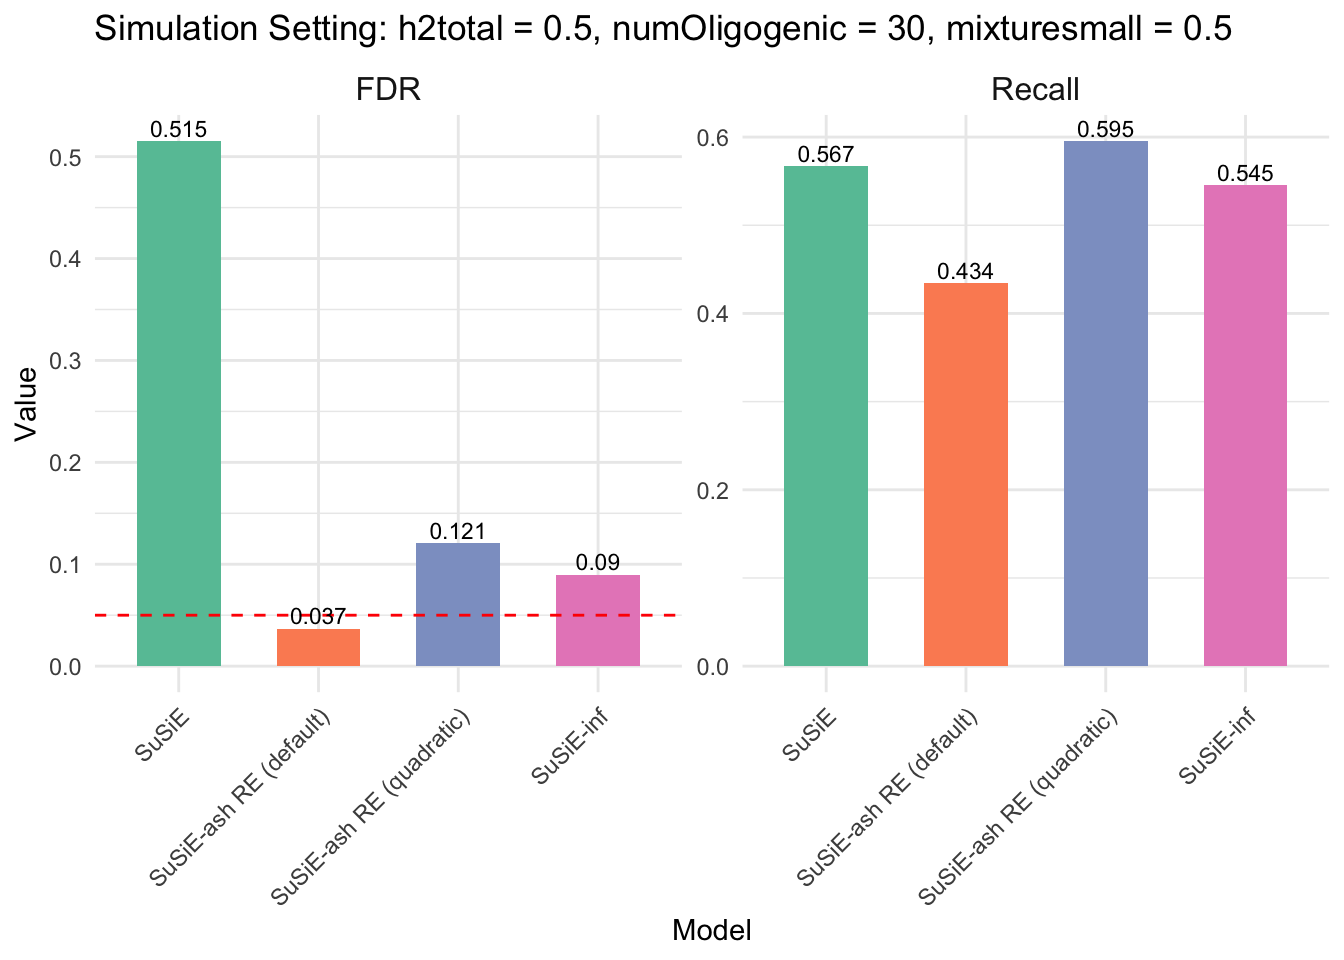 Simulation Setting: h2total = 0.5, numOligogenic = 30, mixturesmall = 0.5
FDR
Recall
0.515
0.037
0.121
0.09
0.567
0.434
0.595
0.545
0.5
0.4
0.3
0.2
0.1
0.0
0.6
0.4
0.2
0.0
Value
SuSiE
SuSiE-ash RE (default)
SuSiE-ash RE (quadratic)
SuSiE-inf
SuSiE
SuSiE-ash RE (default)
SuSiE-ash RE (quadratic)
SuSiE-inf
Model